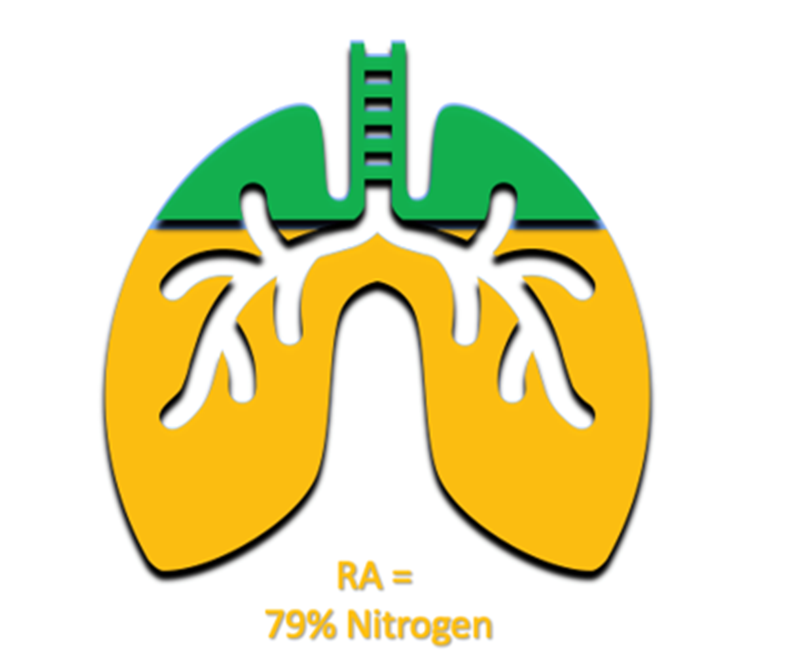 RA =
79% Nitrogen